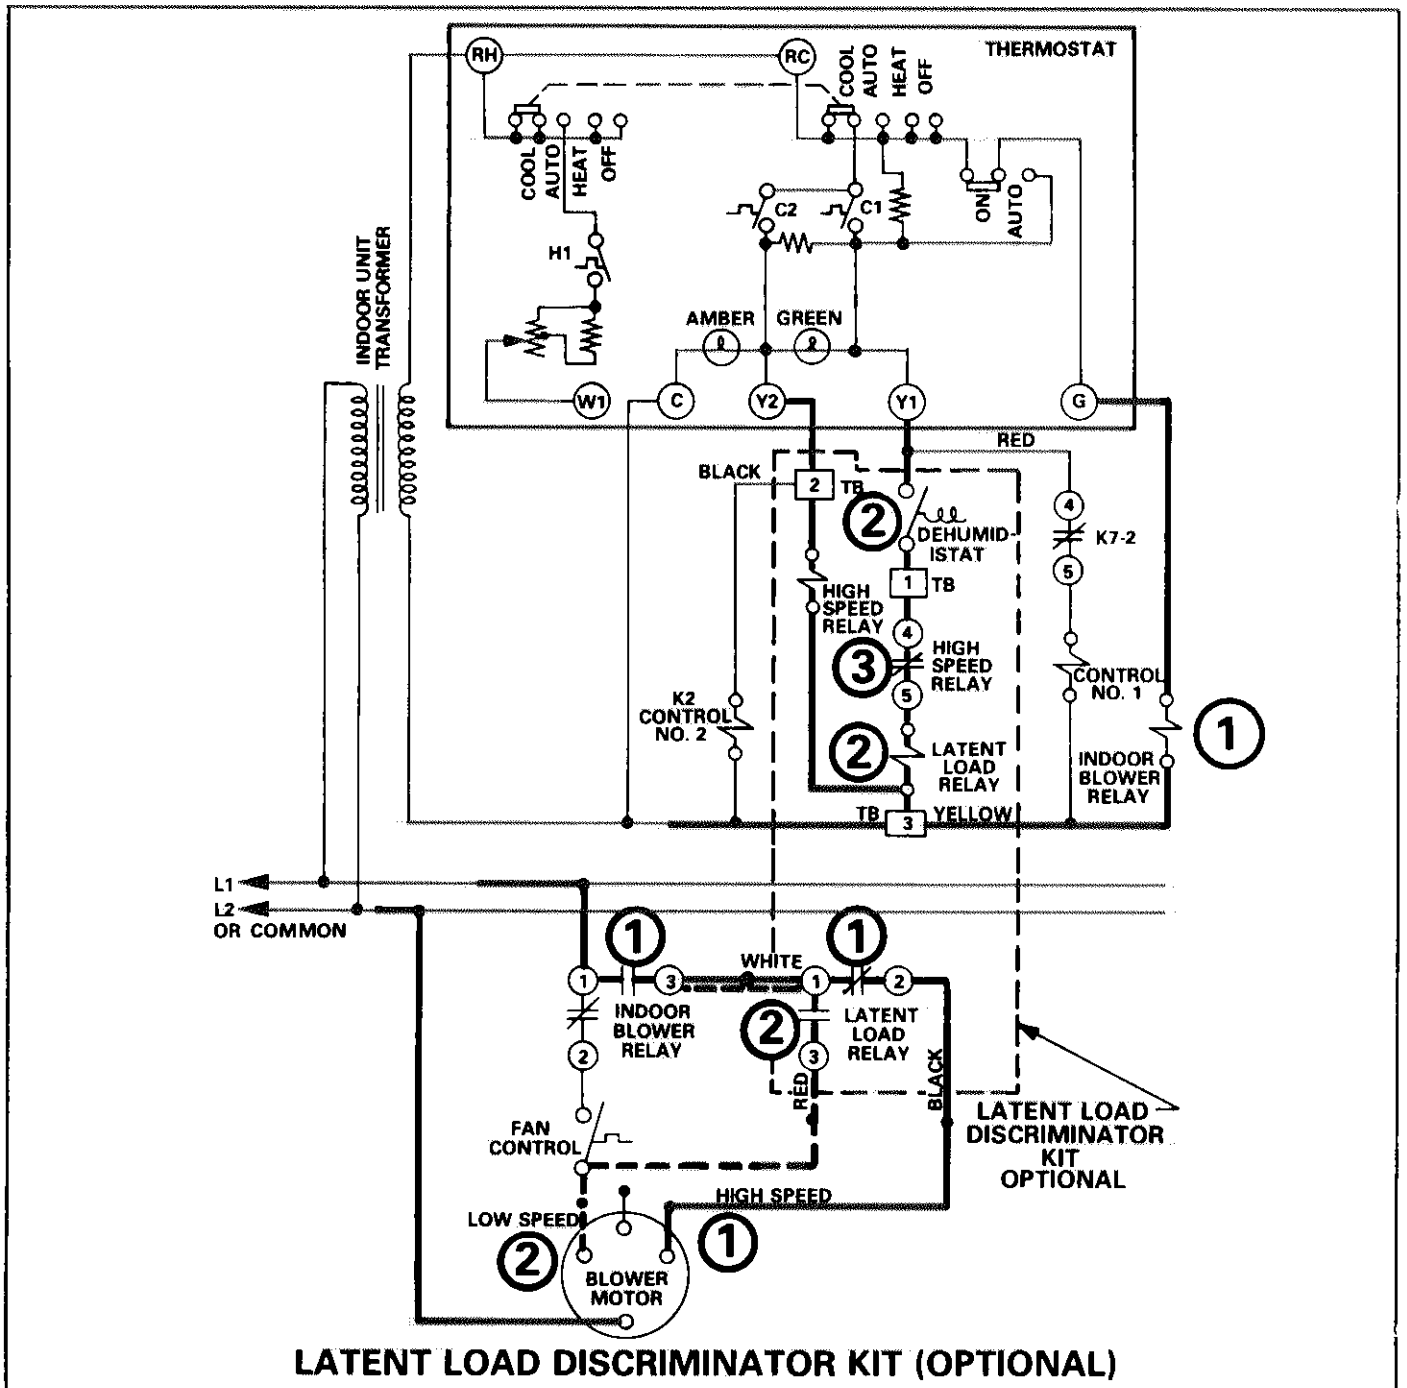 THERMOSTAT
RH
RC
COOL
AUTO
HEAT
OFF
COOL
AUTO
HEAT
OFF
ON
AUTO
C2
C1
H1
INDOOR UNIT
TRANSFORMER
AMBER
GREEN
W1
C
Y2
Y1
G
RED
BLACK
2
TB
2
DEHUMID-
ISTAT
4
K7-2
5
1
TB
HIGH
SPEED
RELAY
4
3
HIGH
SPEED
RELAY
5
CONTROL
NO. 1
K2
CONTROL
NO. 2
2
LATENT
LOAD
RELAY
1
INDOOR
BLOWER
RELAY
TB
3
YELLOW
L1
L2
OR COMMON
1
1
1
3
WHITE
1
2
INDOOR
BLOWER
RELAY
2
LATENT
LOAD
RELAY
2
3
RED
BLACK
FAN
CONTROL
LATENT LOAD
DISCRIMINATOR
KIT
OPTIONAL
HIGH SPEED
LOW SPEED
1
2
BLOWER
MOTOR
LATENT LOAD DISCRIMINATOR KIT (OPTIONAL)